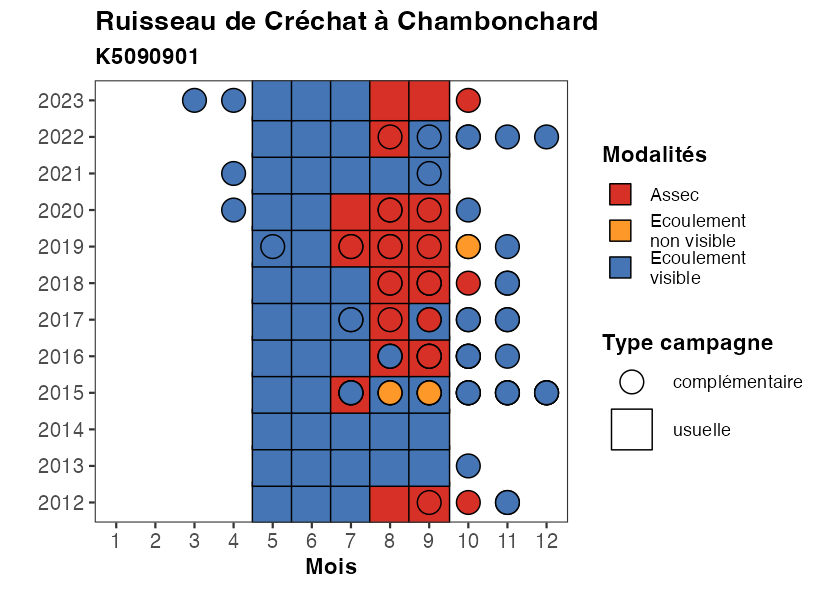 Ruisseau de Créchat à Chambonchard
K5090901
2023
2022
2021
2020
2019
2018
2017
2016
2015
2014
2013
2012
1 2 3 4 5 6 7 8 9 10 11 12
Mois
Modalités
Assec
Ecoulement
non visible
Ecoulement
visible
Type campagne
complémentaire
usuelle